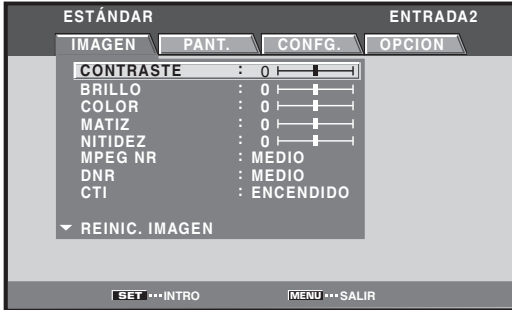 ESTÁNDAR ENTRADA2
IMAGEN PANT. CONFG. OPCION
CONTRASTE : 0
BRILLO : 0
COLOR : 0
MATIZ : 0
NITIDEZ : 0
MPEG NR : MEDIO
DNR : MEDIO
CTI : ENCENDIDO
REINIC. IMAGEN
SET ··· INTRO MENU ··· SALIR